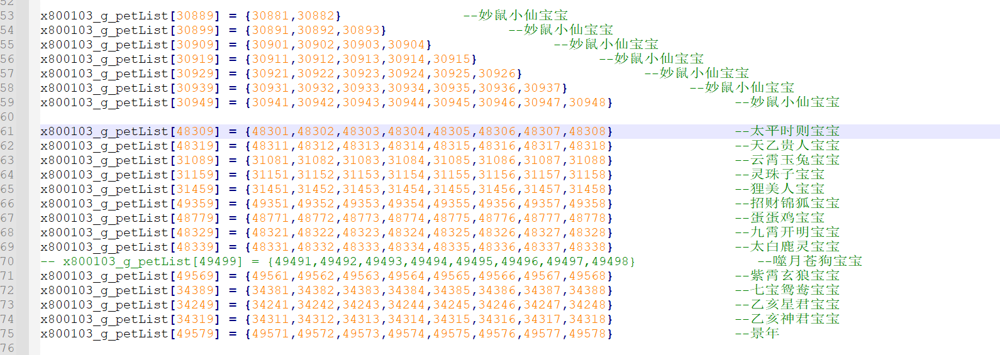 52
53 x800103_g_petList[30889] = {30881,30882} --妙鼠小仙宝宝
54 x800103_g_petList[30899] = {30891,30892,30893} --妙鼠小仙宝宝
55 x800103_g_petList[30909] = {30901,30902,30903,30904} --妙鼠小仙宝宝
56 x800103_g_petList[30919] = {30911,30912,30913,30914,30915} --妙鼠小仙宝宝
57 x800103_g_petList[30929] = {30921,30922,30923,30924,30925,30926} --妙鼠小仙宝宝
58 x800103_g_petList[30939] = {30931,30932,30933,30934,30935,30936,30937} --妙鼠小仙宝宝
59 x800103_g_petList[30949] = {30941,30942,30943,30944,30945,30946,30947,30948} --妙鼠小仙宝宝
60
61 x800103_g_petList[48309] = {48301,48302,48303,48304,48305,48306,48307,48308} --太平时则宝宝
62 x800103_g_petList[48319] = {48311,48312,48313,48314,48315,48316,48317,48318} --天乙贵人宝宝
63 x800103_g_petList[31089] = {31081,31082,31083,31084,31085,31086,31087,31088} --云霄玉兔宝宝
64 x800103_g_petList[31159] = {31151,31152,31153,31154,31155,31156,31157,31158} --灵珠子宝宝
65 x800103_g_petList[31459] = {31451,31452,31453,31454,31455,31456,31457,31458} --狸美人宝宝
66 x800103_g_petList[49359] = {49351,49352,49353,49354,49355,49356,49357,49358} --招财锦狐宝宝
67 x800103_g_petList[48779] = {48771,48772,48773,48774,48775,48776,48777,48778} --蛋蛋鸡宝宝
68 x800103_g_petList[48329] = {48321,48322,48323,48324,48325,48326,48327,48328} --九霄开明宝宝
69 x800103_g_petList[48339] = {48331,48332,48333,48334,48335,48336,48337,48338} --太白鹿灵宝宝
70 -- x800103_g_petList[49499] = {49491,49492,49493,49494,49495,49496,49497,49498} --噬月苍狗宝宝
71 x800103_g_petList[49569] = {49561,49562,49563,49564,49565,49566,49567,49568} --紫霄玄狼宝宝
72 x800103_g_petList[34389] = {34381,34382,34383,34384,34385,34386,34387,34388} --七宝鸳鸯宝宝
73 x800103_g_petList[34249] = {34241,34242,34243,34244,34245,34246,34247,34248} --乙亥星君宝宝
74 x800103_g_petList[34319] = {34311,34312,34313,34314,34315,34316,34317,34318} --乙亥神君宝宝
75 x800103_g_petList[49579] = {49571,49572,49573,49574,49575,49576,49577,49578} --景年
76